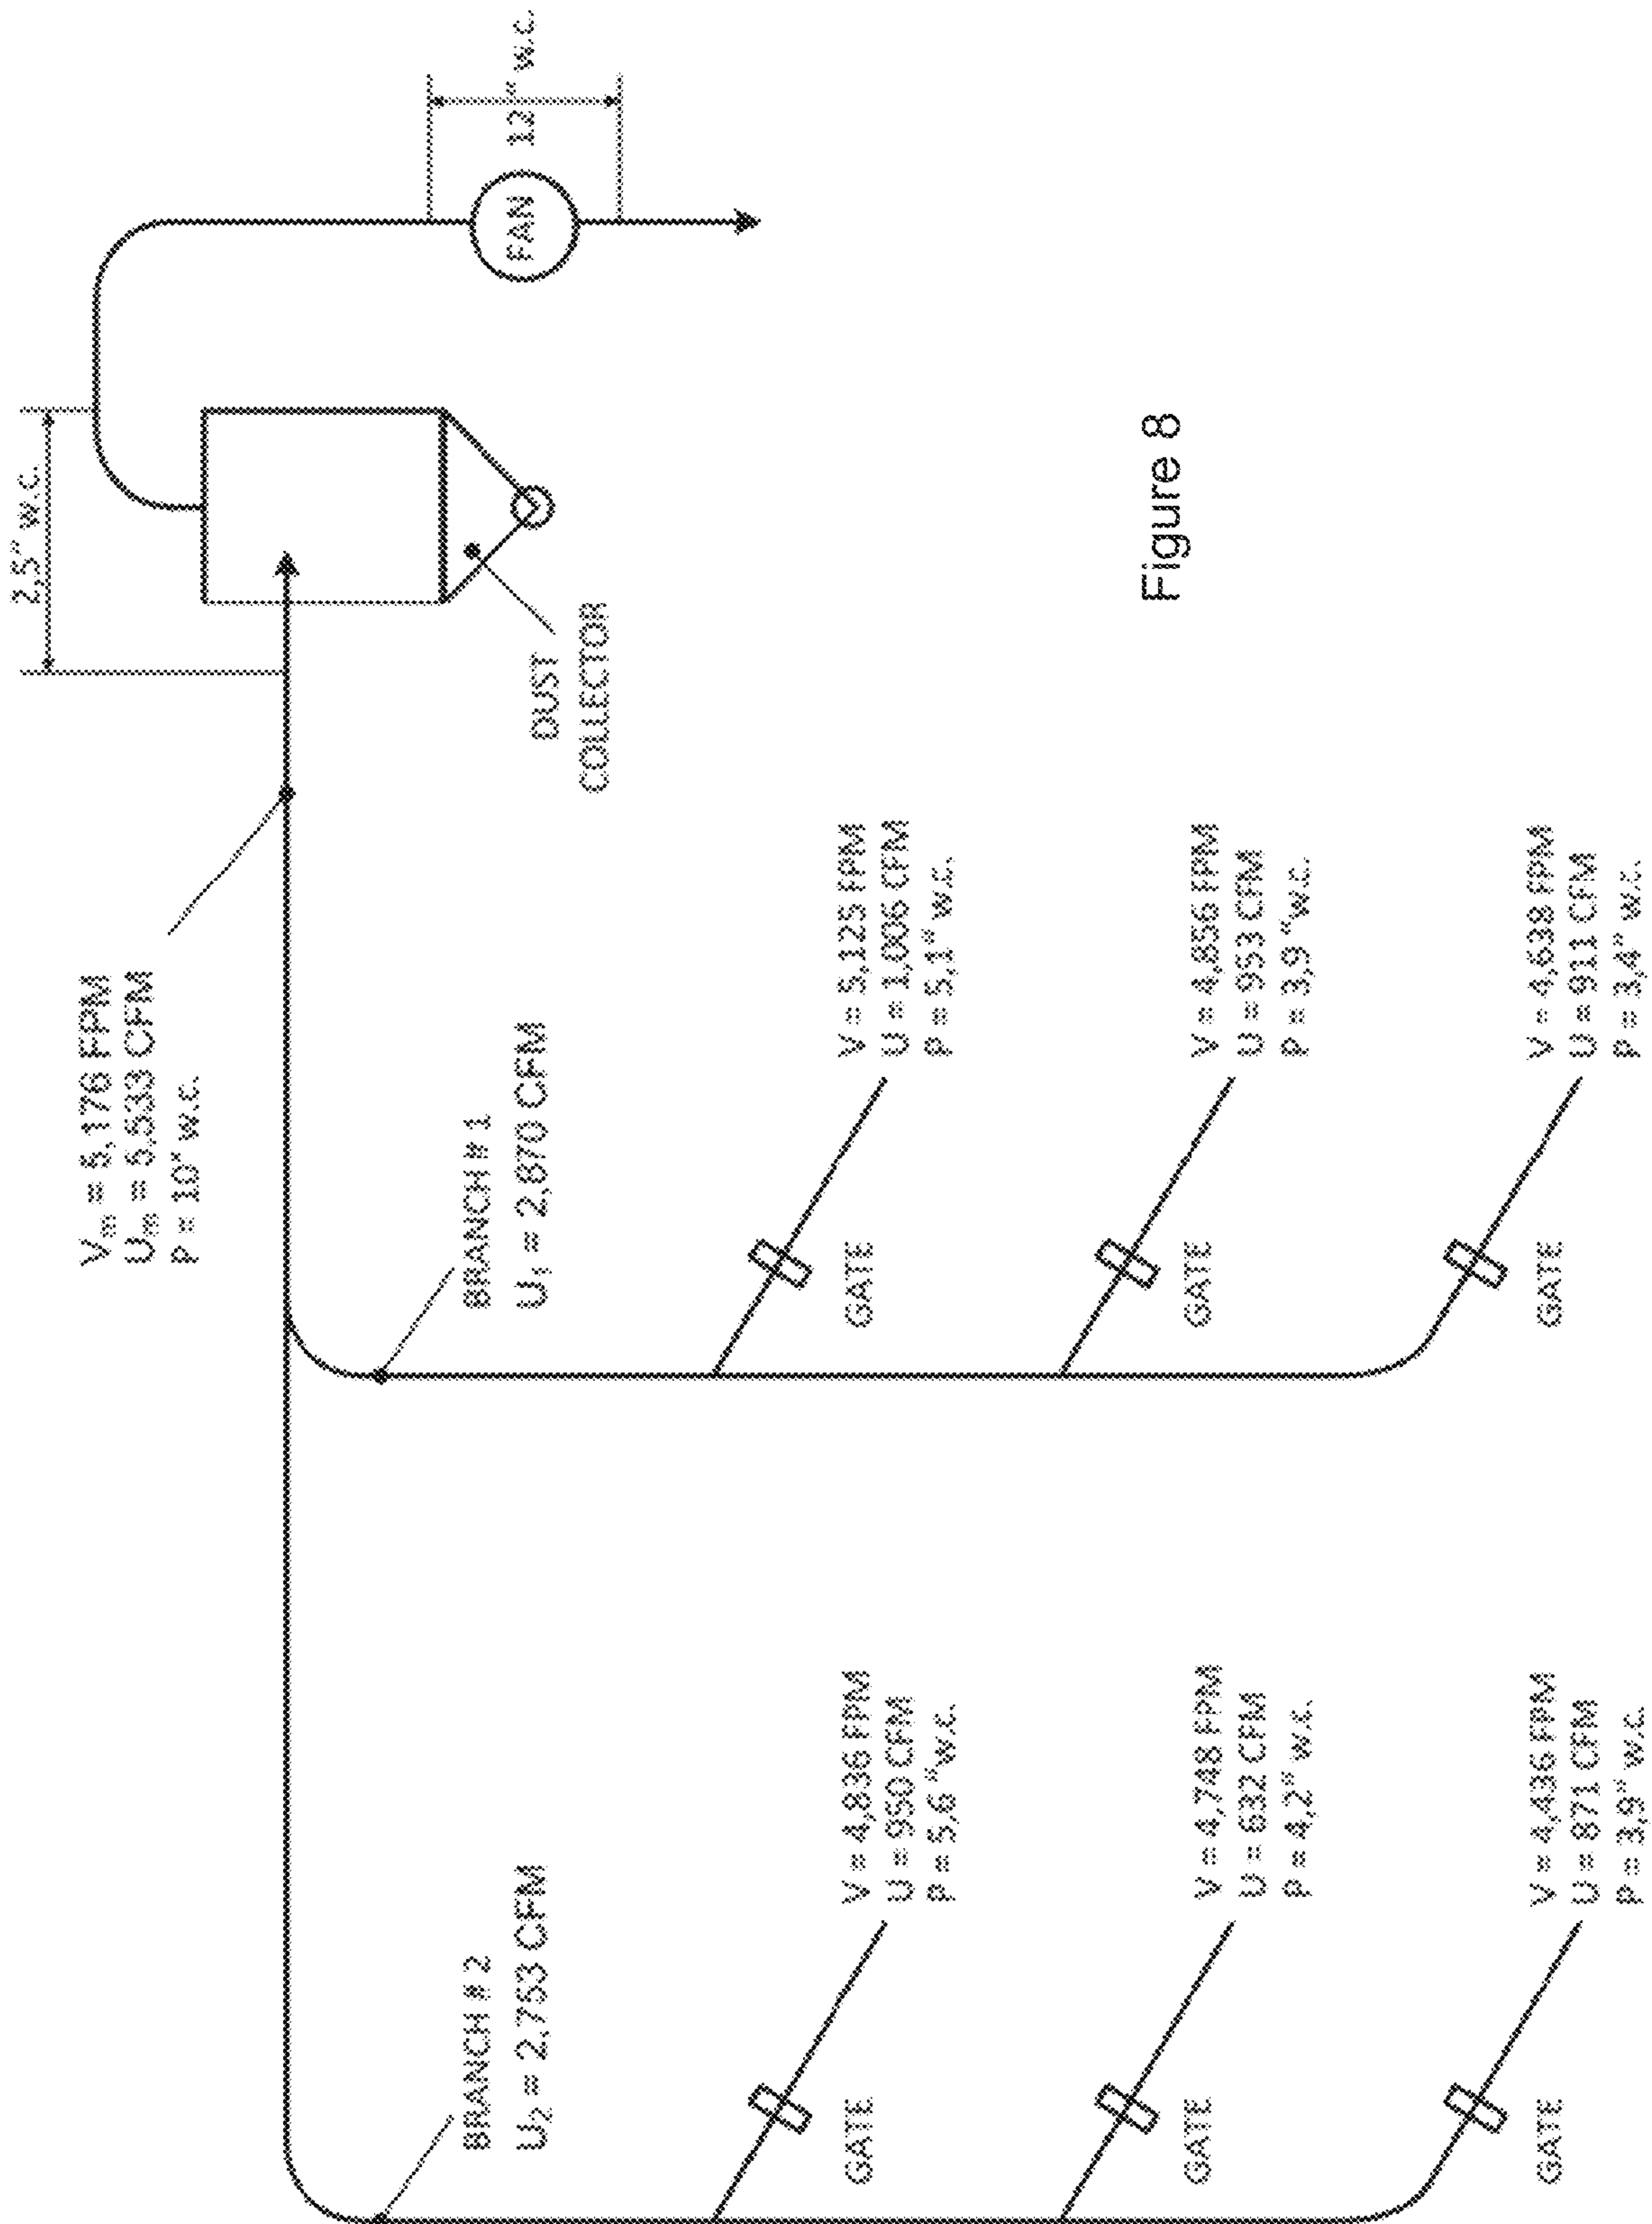 2,5" w.c.
12" w.c.
FAN
DUST
COLLECTOR
Vm = 5,176 FPM
Um = 5,533 CFM
P = 10" w.c.
BRANCH # 1
U1 = 2,870 CFM
V = 5,125 FPM
U = 1,006 CFM
P = 5,1" w.c.
GATE
V = 4,856 FPM
U = 953 CFM
P = 3,9 "w.c.
GATE
V = 4,638 FPM
U = 911 CFM
P = 3,4" w.c.
GATE
BRANCH # 2
U2 = 2,753 CFM
V = 4,836 FPM
U = 950 CFM
P = 5,6 "w.c.
GATE
V = 4,748 FPM
U = 632 CFM
P = 4,2" w.c.
GATE
V = 4,436 FPM
U = 871 CFM
P = 3,9" w.c.
GATE
Figure 8